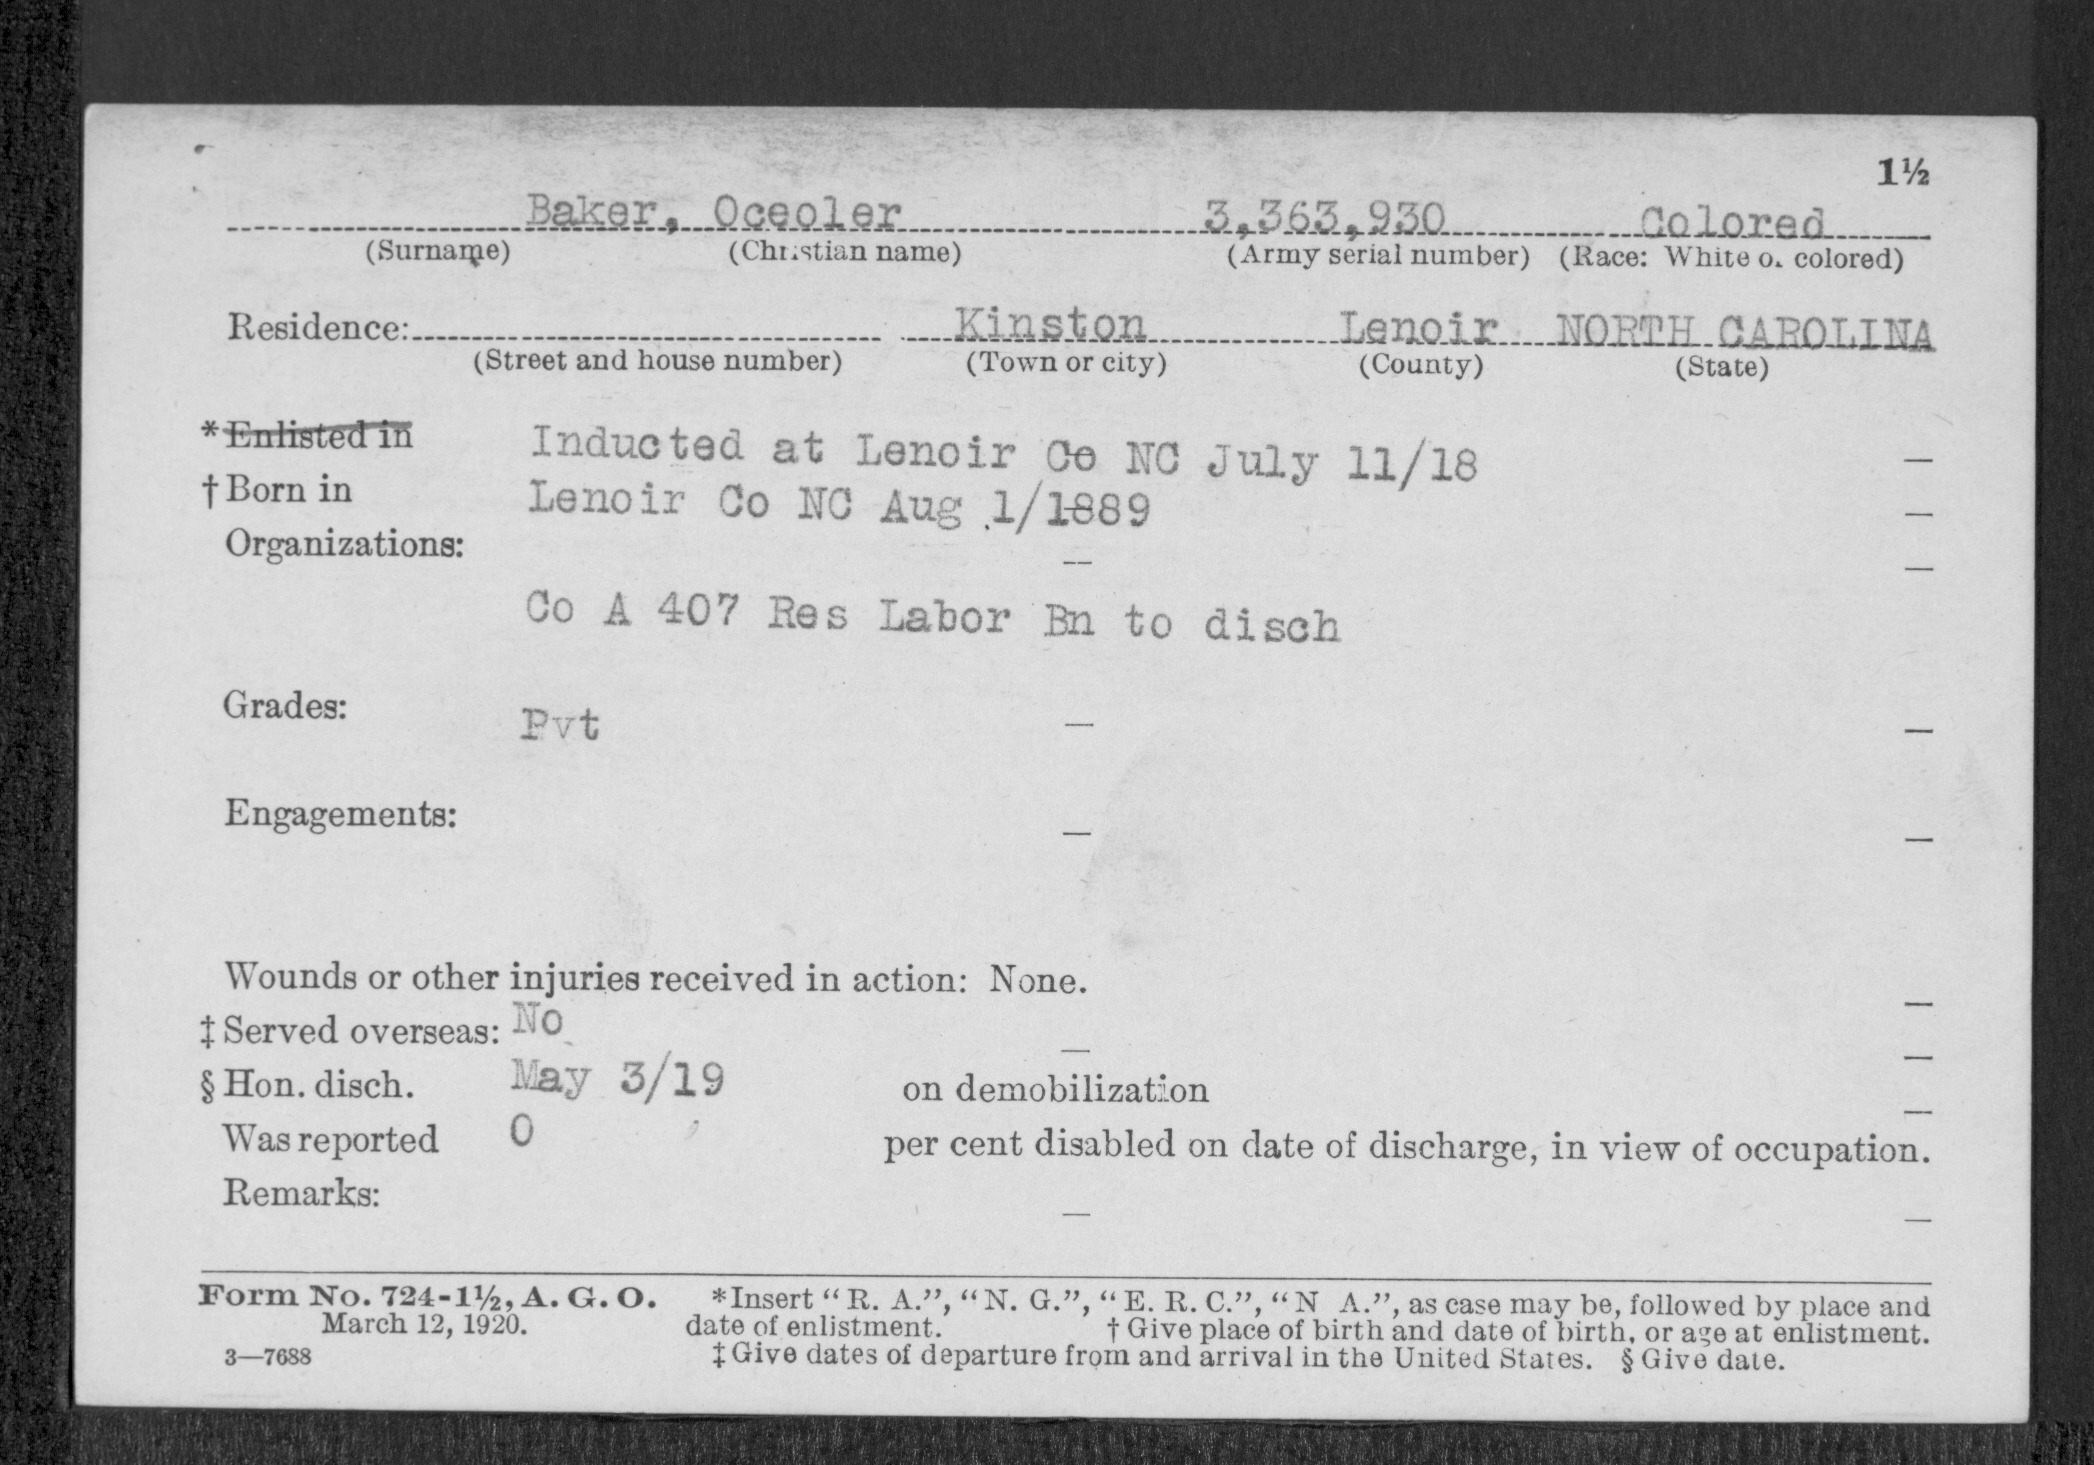 1½
Baker, Oceoler 3,363,930 Colored
(Surname) (Christian name) (Army serial number) (Race: White or colored)
Residence: Kinston Lenoir NORTH CAROLINA
(Street and house number) (Town or city) (County) (State)
*Enlisted in Inducted at Lenoir Co NC July 11/18 —
†Born in Lenoir Co NC Aug 1/1889 —
Organizations: — —
Co A 407 Res Labor Bn to disch
Grades: Pvt — —
Engagements: — —
Wounds or other injuries received in action: None. —
‡Served overseas: No — —
§Hon. disch. May 3/19 on demobilization —
Was reported 0 per cent disabled on date of discharge, in view of occupation.
Remarks: — —
Form No. 724-1½, A. G. O. *Insert “R. A.”, “N. G.”, “E. R. C.”, “N A.”, as case may be, followed by place and
March 12, 1920. date of enlistment. †Give place of birth and date of birth, or age at enlistment.
3—7688 ‡Give dates of departure from and arrival in the United States. §Give date.